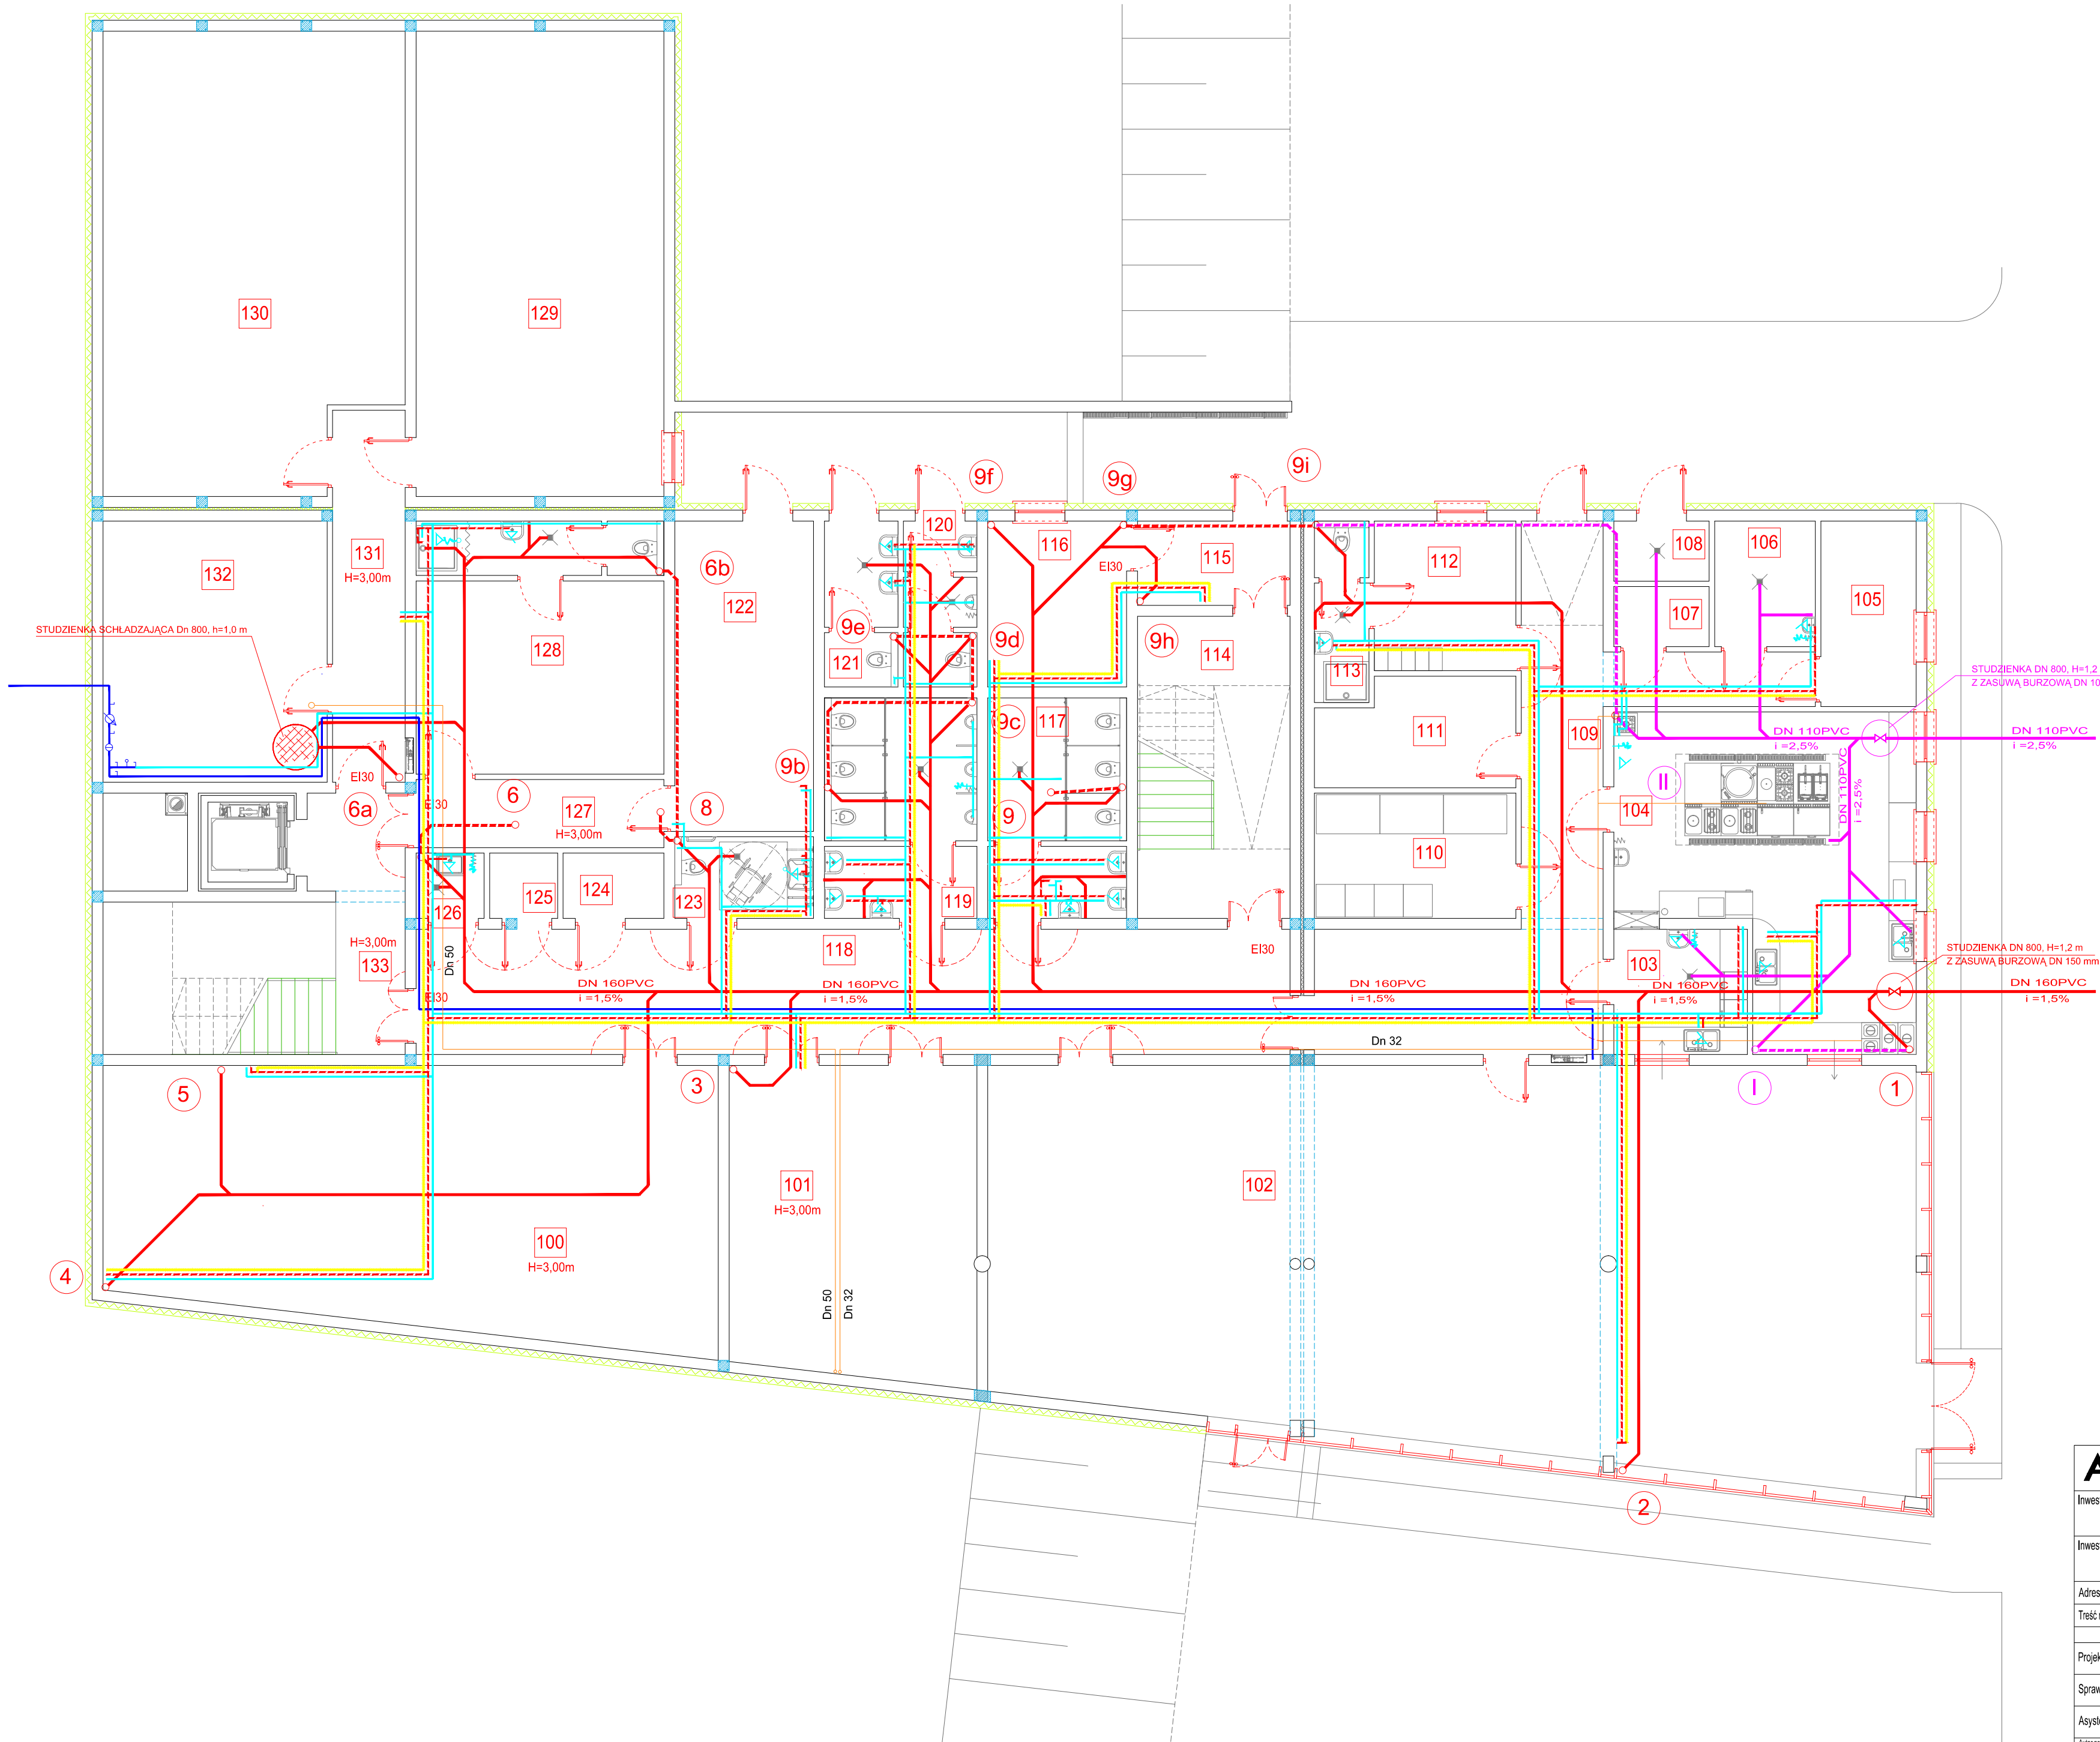 130
129
9f
9g
9i
120
116
115
EI30
108
106
131
H=3,00m
132
6b
122
112
105
107
STUDZIENKA SCHŁADZAJĄCA Dn 800, h=1,0 m
128
9e
121
9d
9h
114
113
STUDZIENKA DN 800, H=1,2
Z ZASUWĄ BURZOWĄ DN 10
9c
117
111
109
DN 110PVC
i =2,5%
DN 110PVC
i =2,5%
DN 110PVC
i =2,5%
EI30
6a
EI30
6
127
H=3,00m
8
9b
9
II
104
110
126
125
124
123
119
118
EI30
H=3,00m
133
Dn 50
EI30
103
STUDZIENKA DN 800, H=1,2 m
Z ZASUWĄ BURZOWĄ DN 150 mm
DN 160PVC
i =1,5%
DN 160PVC
i =1,5%
DN 160PVC
i =1,5%
DN 160PVC
i =1,5%
DN 160PVC
i =1,5%
Dn 32
5
3
I
1
101
H=3,00m
102
100
H=3,00m
4
Dn 50
Dn 32
2
A
Inwes
Inwes
Adres
Treść
Projek
Spraw
Asyst